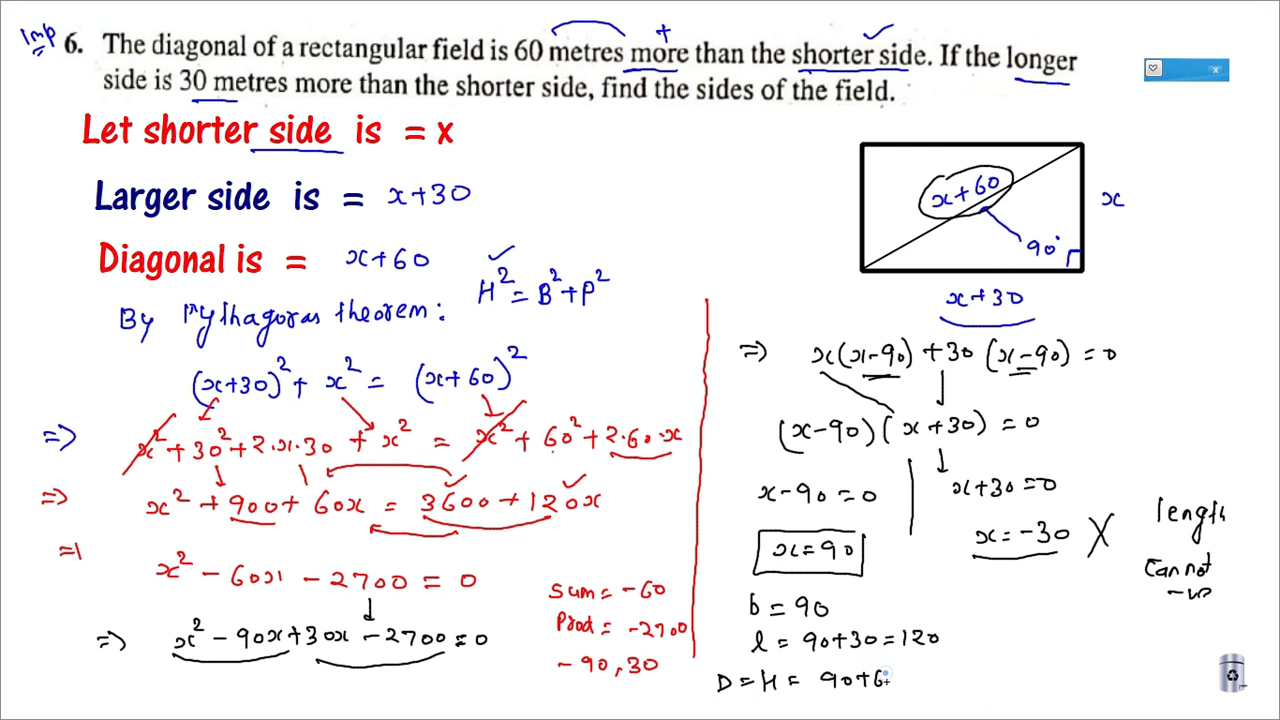 Imp 6. The diagonal of a rectangular field is 60 metres more than the shorter side. If the longer
side is 30 metres more than the shorter side, find the sides of the field.
Let shorter side is = x
Larger side is = x+30
Diagonal is = x+60
By Pythagoras theorem: H² = B² + P²
(x+30)² + x² = (x+60)²
⇒ x² + 30² + 2·x·30 + x² = x² + 60² + 2·60·x
⇒ x² + 900 + 60x = 3600 + 120x
⇒ x² - 60x - 2700 = 0
⇒ x² - 90x + 30x - 2700 = 0
Sum = -60
Prod = -2700
-90, 30
x+60
x
90°
x+30
⇒ x(x-90) + 30(x-90) = 0
(x-90)(x+30) = 0
x-90 = 0
x = 90
x+30 = 0
x = -30 X
length
Cannot
-ve
b = 90
l = 90+30 = 120
D = H = 90+6